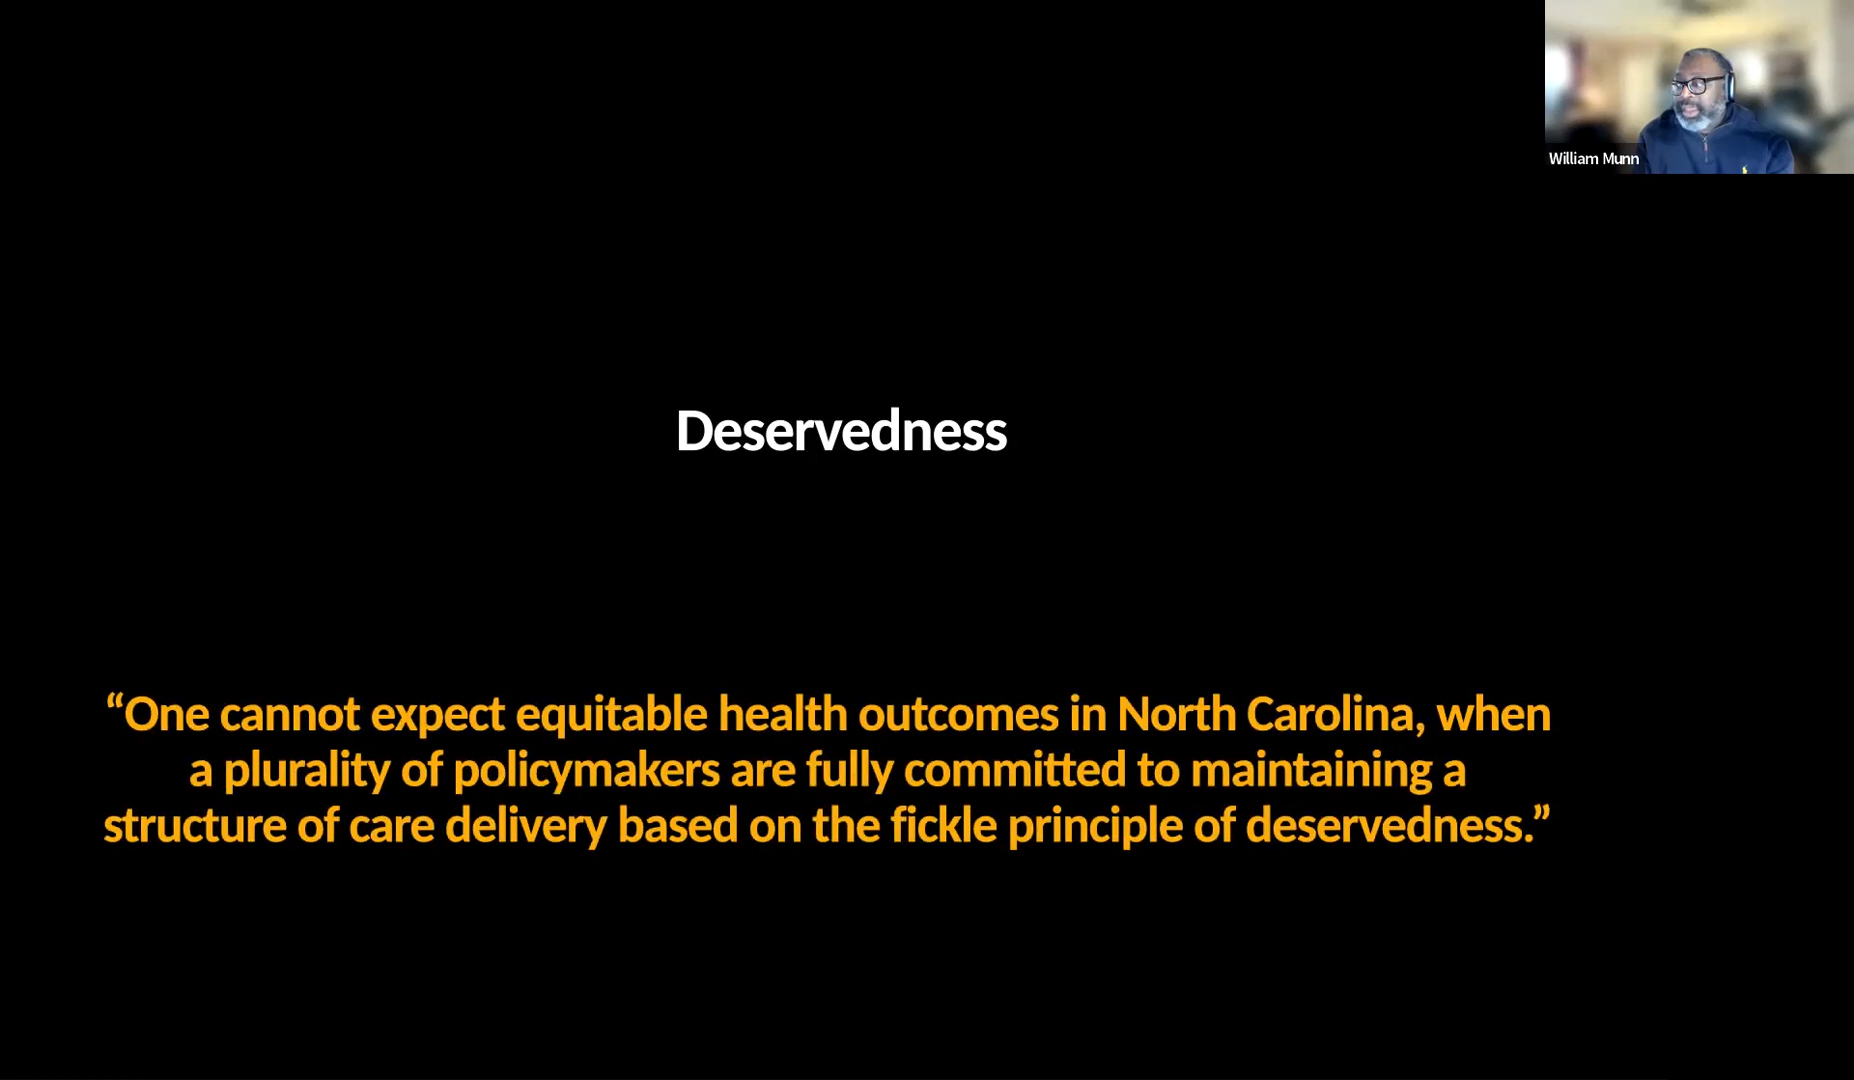 William Munn
Deservedness
“One cannot expect equitable health outcomes in North Carolina, when
a plurality of policymakers are fully committed to maintaining a
structure of care delivery based on the fickle principle of deservedness.”